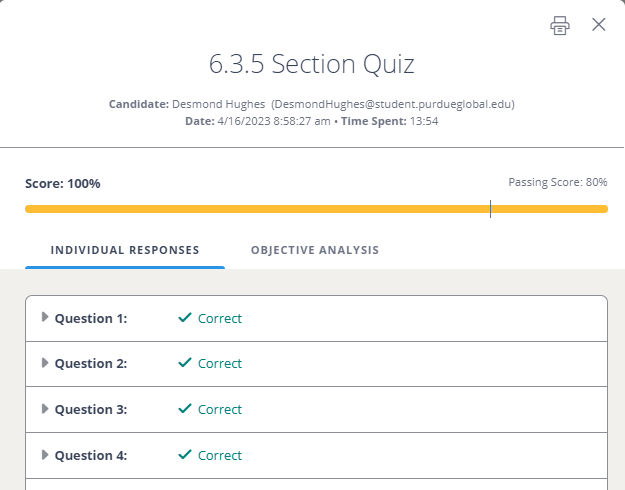 6.3.5 Section Quiz
Candidate: Desmond Hughes (DesmondHughes@student.purdueglobal.edu)
Date: 4/16/2023 8:58:27 am • Time Spent: 13:54
Score: 100% Passing Score: 80%
INDIVIDUAL RESPONSES OBJECTIVE ANALYSIS
Question 1: Correct
Question 2: Correct
Question 3: Correct
Question 4: Correct